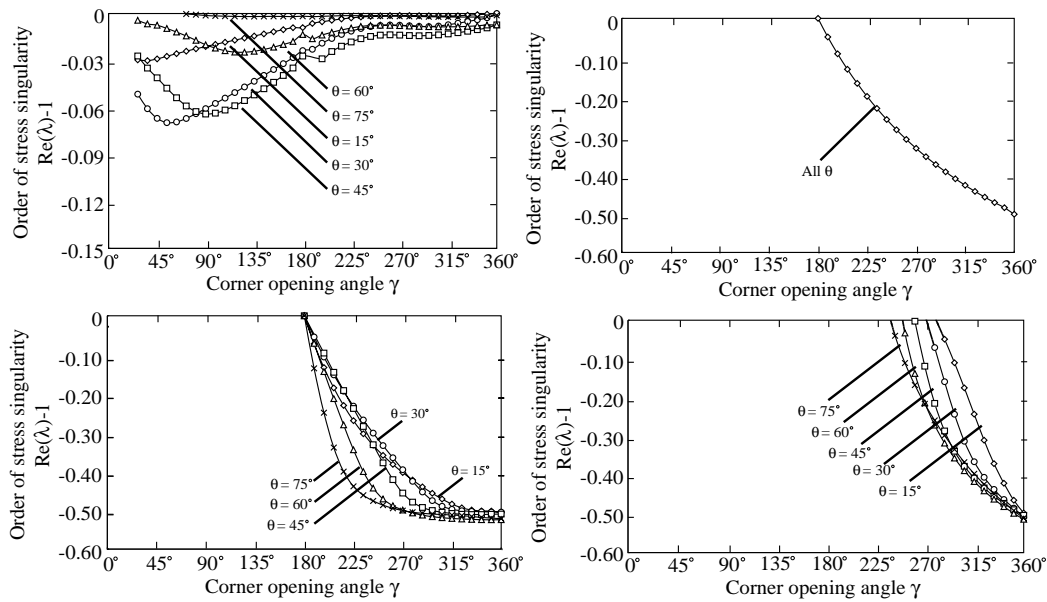 Order of stress singularity
Re(λ)-1
0
-0.03
-0.06
-0.09
-0.12
-0.15
θ = 60°
θ = 75°
θ = 15°
θ = 30°
θ = 45°
0° 45° 90° 135° 180° 225° 270° 315° 360°
Corner opening angle γ
Order of stress singularity
Re(λ)-1
0
-0.10
-0.20
-0.30
-0.40
-0.50
-0.60
All θ
0° 45° 90° 135° 180° 225° 270° 315° 360°
Corner opening angle γ
Order of stress singularity
Re(λ)-1
0
-0.10
-0.20
-0.30
-0.40
-0.50
-0.60
θ = 30°
θ = 15°
θ = 75°
θ = 60°
θ = 45°
0° 45° 90° 135° 180° 225° 270° 315° 360°
Corner opening angle γ
Order of stress singularity
Re(λ)-1
0
-0.10
-0.20
-0.30
-0.40
-0.50
-0.60
θ = 75°
θ = 60°
θ = 45°
θ = 30°
θ = 15°
0° 45° 90° 135° 180° 225° 270° 315° 360°
Corner opening angle γ